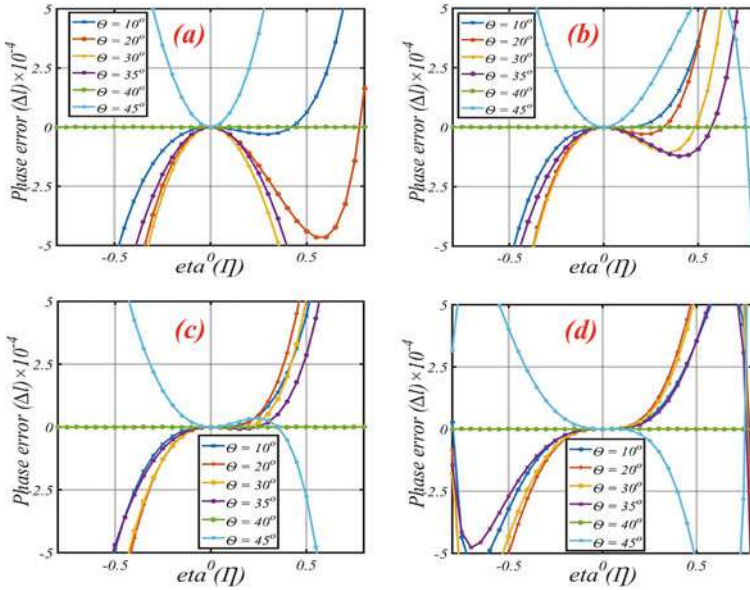 (a)
Θ = 10°
Θ = 20°
Θ = 30°
Θ = 35°
Θ = 40°
Θ = 45°
Phase error (Δl)×10⁻⁴
5
2.5
0
-2.5
-5
-0.5
0
0.5
eta (η)
(b)
Θ = 10°
Θ = 20°
Θ = 30°
Θ = 35°
Θ = 40°
Θ = 45°
Phase error (Δl)×10⁻⁴
5
2.5
0
-2.5
-5
-0.5
0
0.5
eta (η)
(c)
Θ = 10°
Θ = 20°
Θ = 30°
Θ = 35°
Θ = 40°
Θ = 45°
Phase error (Δl)×10⁻⁴
5
2.5
0
-2.5
-5
-0.5
0
0.5
eta (η)
(d)
Θ = 10°
Θ = 20°
Θ = 30°
Θ = 35°
Θ = 40°
Θ = 45°
Phase error (Δl)×10⁻⁴
5
2.5
0
-2.5
-5
-0.5
0
0.5
eta (η)